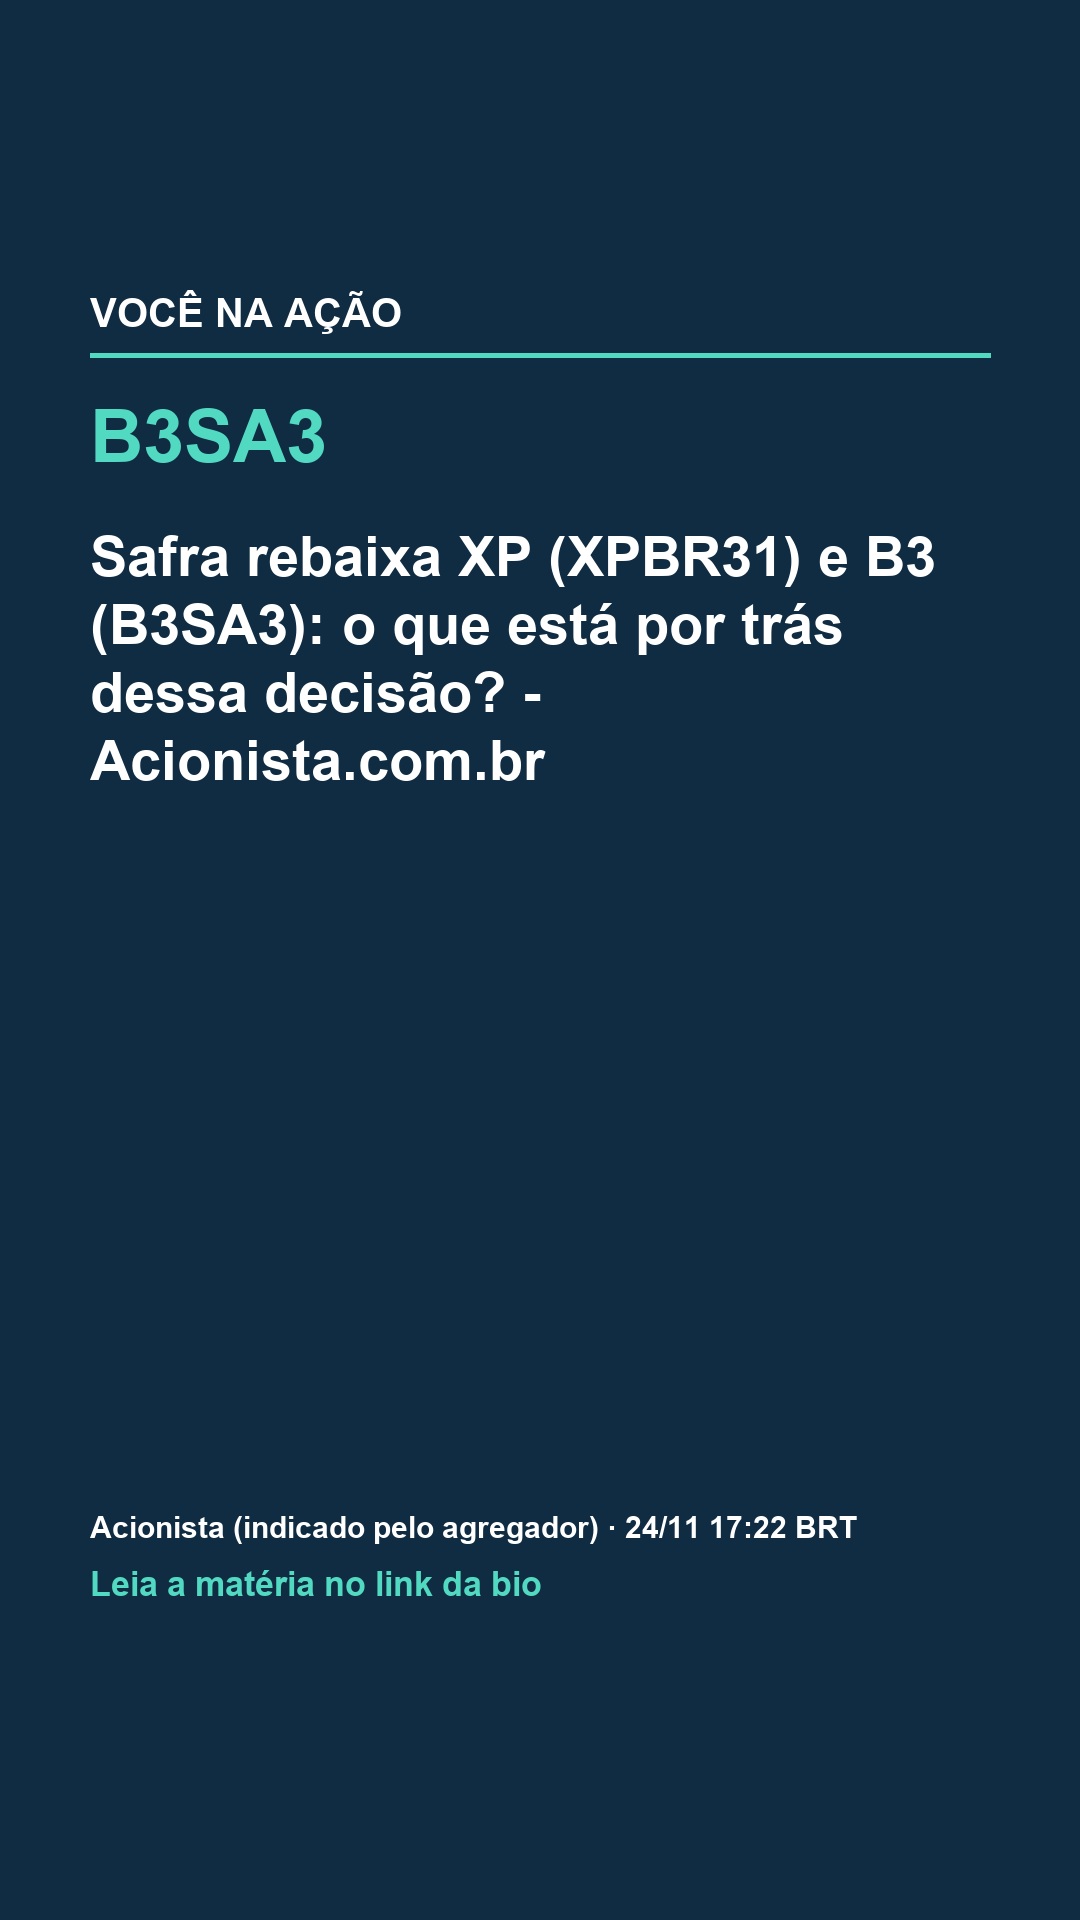 VOCÊ NA AÇÃO
B3SA3
Safra rebaixa XP (XPBR31) e B3
(B3SA3): o que está por trás
dessa decisão? -
Acionista.com.br
Acionista (indicado pelo agregador) · 24/11 17:22 BRT
Leia a matéria no link da bio